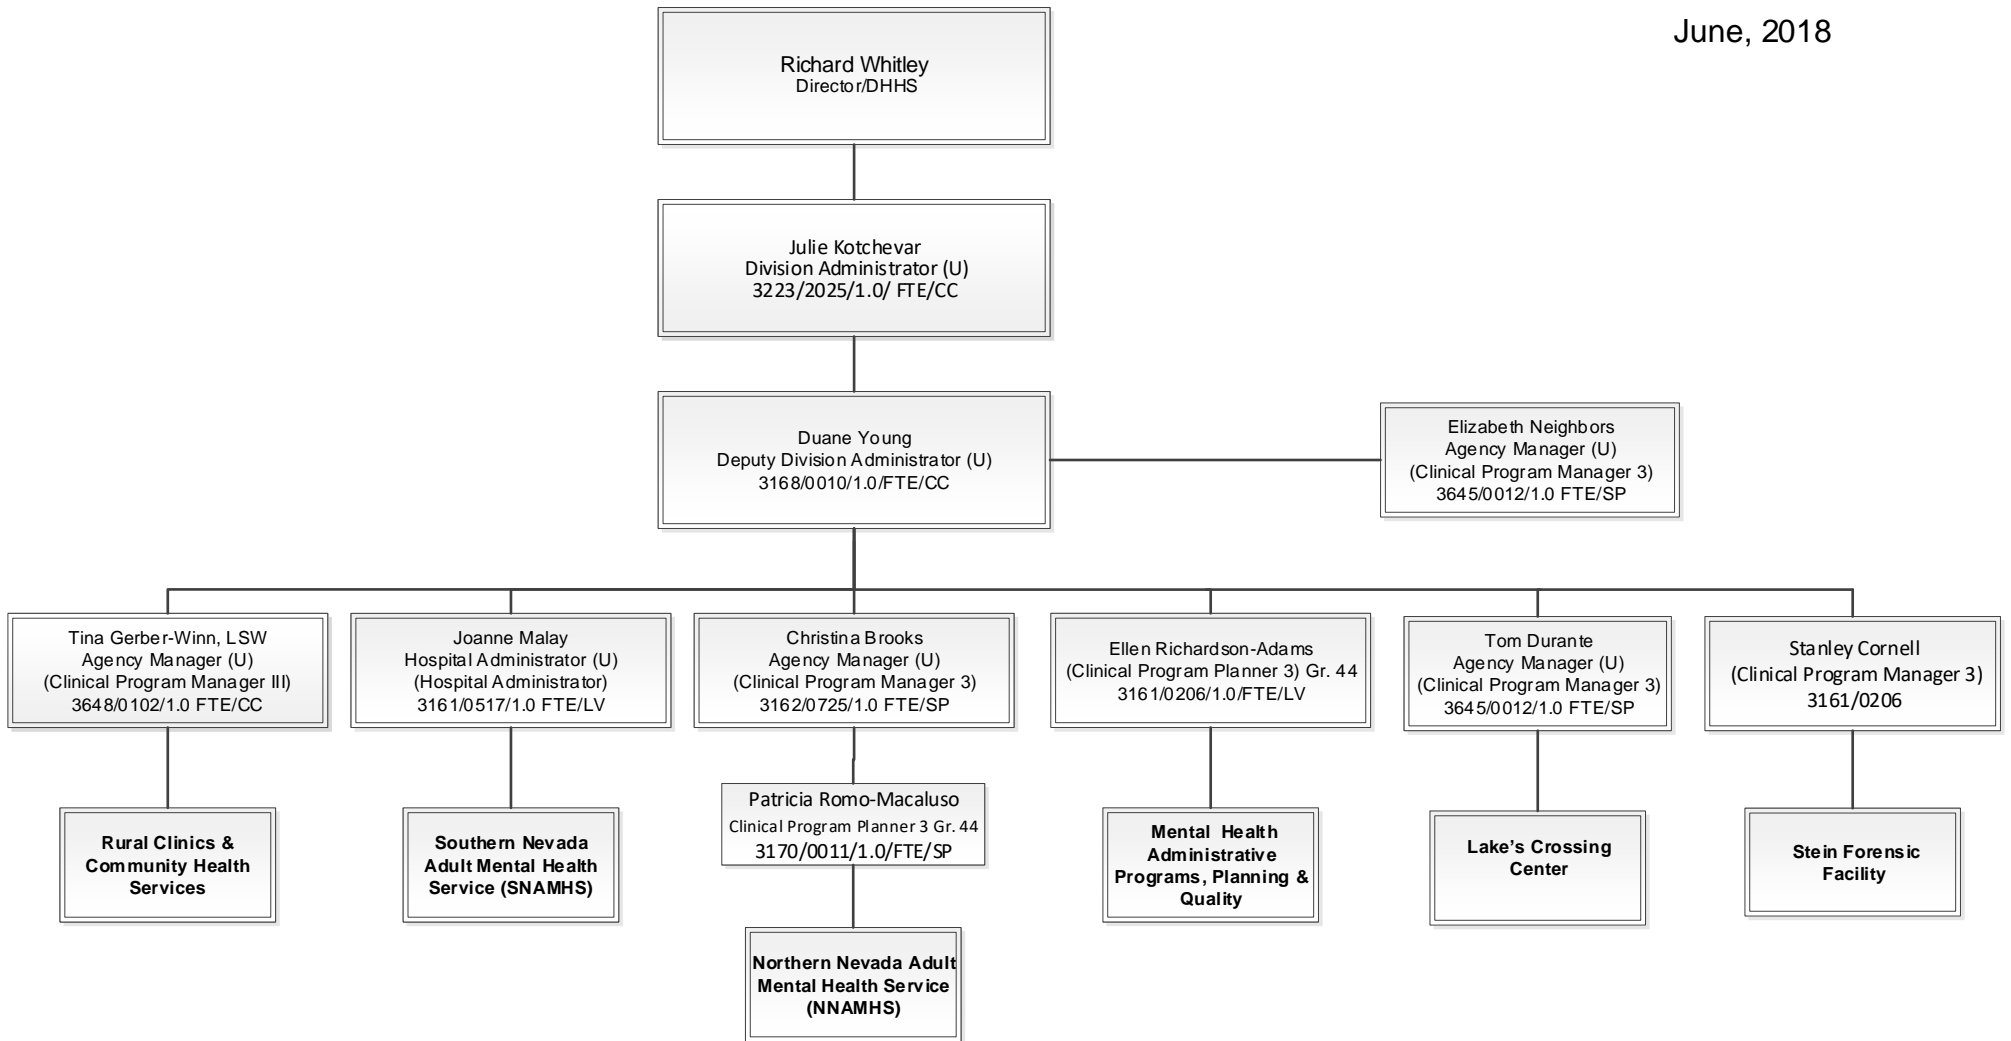 June, 2018
Richard Whitley
Director/DHHS
Julie Kotchevar
Division Administrator (U)
3223/2025/1.0/ FTE/CC
Duane Young
Deputy Division Administrator (U)
3168/0010/1.0/FTE/CC
Elizabeth Neighbors
Agency Manager (U)
(Clinical Program Manager 3)
3645/0012/1.0 FTE/SP
Tina Gerber-Winn, LSW
Agency Manager (U)
(Clinical Program Manager III)
3648/0102/1.0 FTE/CC
Joanne Malay
Hospital Administrator (U)
(Hospital Administrator)
3161/0517/1.0 FTE/LV
Christina Brooks
Agency Manager (U)
(Clinical Program Manager 3)
3162/0725/1.0 FTE/SP
Ellen Richardson-Adams
(Clinical Program Planner 3) Gr. 44
3161/0206/1.0/FTE/LV
Tom Durante
Agency Manager (U)
(Clinical Program Manager 3)
3645/0012/1.0 FTE/SP
Stanley Cornell
(Clinical Program Manager 3)
3161/0206
Rural Clinics &
Community Health
Services
Southern Nevada
Adult Mental Health
Service (SNAMHS)
Patricia Romo-Macaluso
Clinical Program Planner 3 Gr. 44
3170/0011/1.0/FTE/SP
Mental Health
Administrative
Programs, Planning &
Quality
Lake's Crossing
Center
Stein Forensic
Facility
Northern Nevada Adult
Mental Health Service
(NNAMHS)